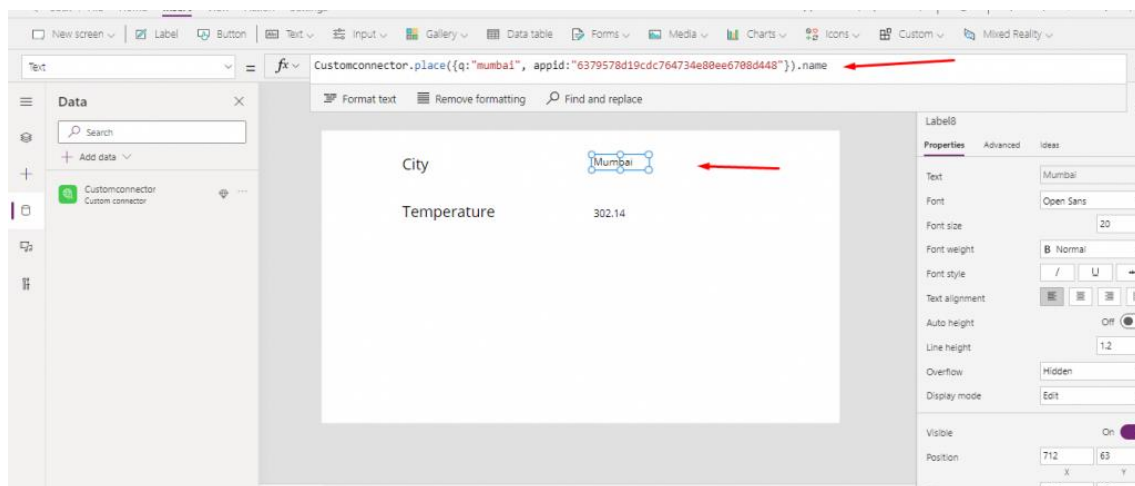 New screen Label Button Text Input Gallery Data table Forms Media Charts Icons Custom Mixed Reality
Text = fx Customconnector.place({q:"mumbai", appid:"6379578d19cdc764734e80ee6708d448"}).name
Format text Remove formatting Find and replace
Data
Search
Add data
Customconnector
Custom connector
City Mumbai
Temperature 302.14
Label8
Properties Advanced Ideas
Text Mumbai
Font Open Sans
Font size 20
Font weight B Normal
Font style / U
Text alignment
Auto height Off
Line height 1.2
Overflow Hidden
Display mode Edit
Visible On
Position 712 63
X Y